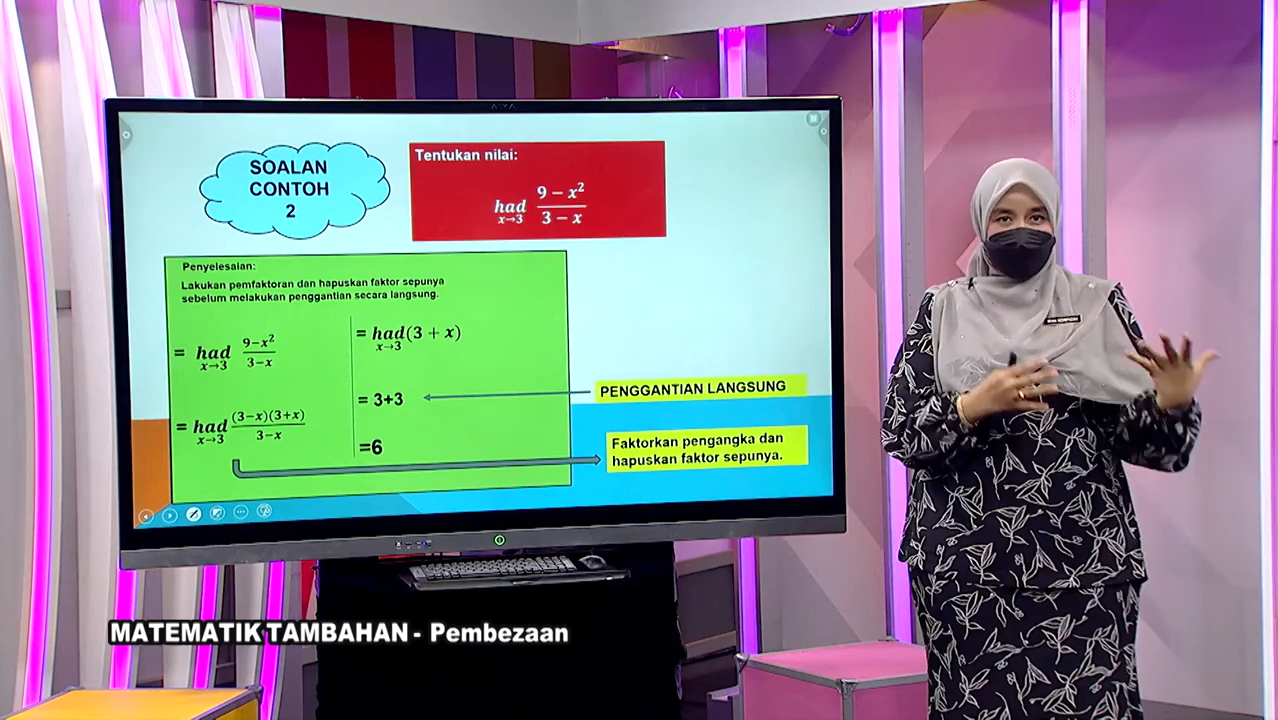 SOALAN
CONTOH
2
Tentukan nilai:
had x→3 (9 − x²)/(3 − x)
Penyelesaian:
Lakukan pemfaktoran dan hapuskan faktor sepunya
sebelum melakukan penggantian secara langsung.
= had x→3 (9−x²)/(3−x)
= had x→3 ((3−x)(3+x))/(3−x)
= had x→3 (3 + x)
= 3+3
=6
PENGGANTIAN LANGSUNG
Faktorkan pengangka dan
hapuskan faktor sepunya.
MATEMATIK TAMBAHAN - Pembezaan